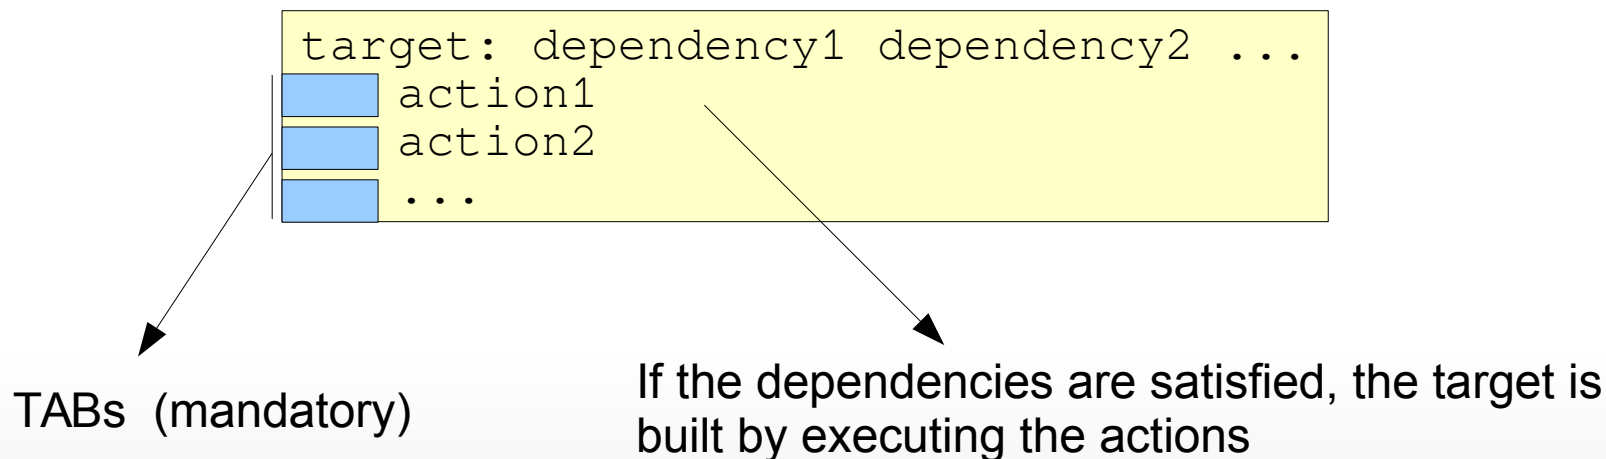 target: dependency1 dependency2 ...
action1
action2
...
TABs (mandatory)
If the dependencies are satisfied, the target is
built by executing the actions